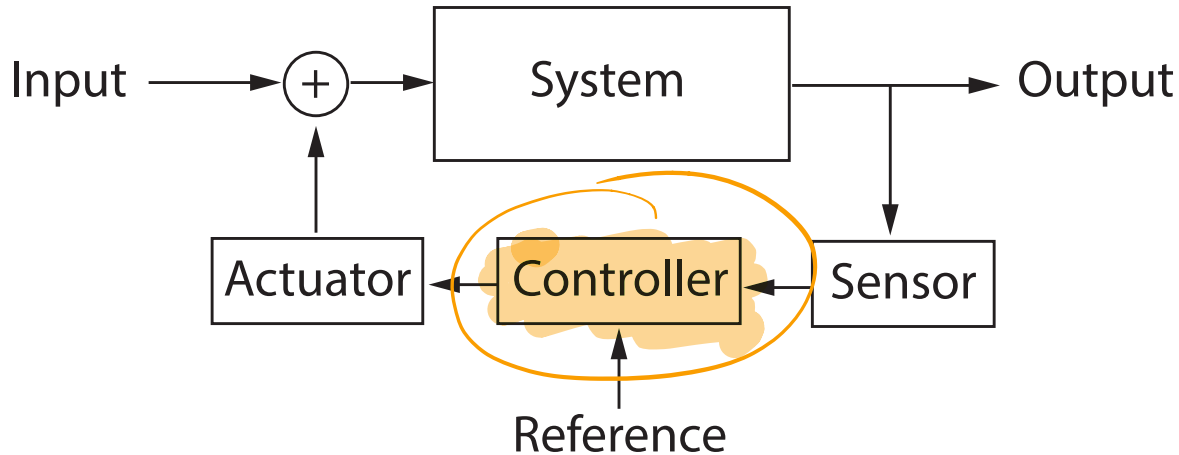 Input
+
System
Output
Actuator
Controller
Sensor
Reference